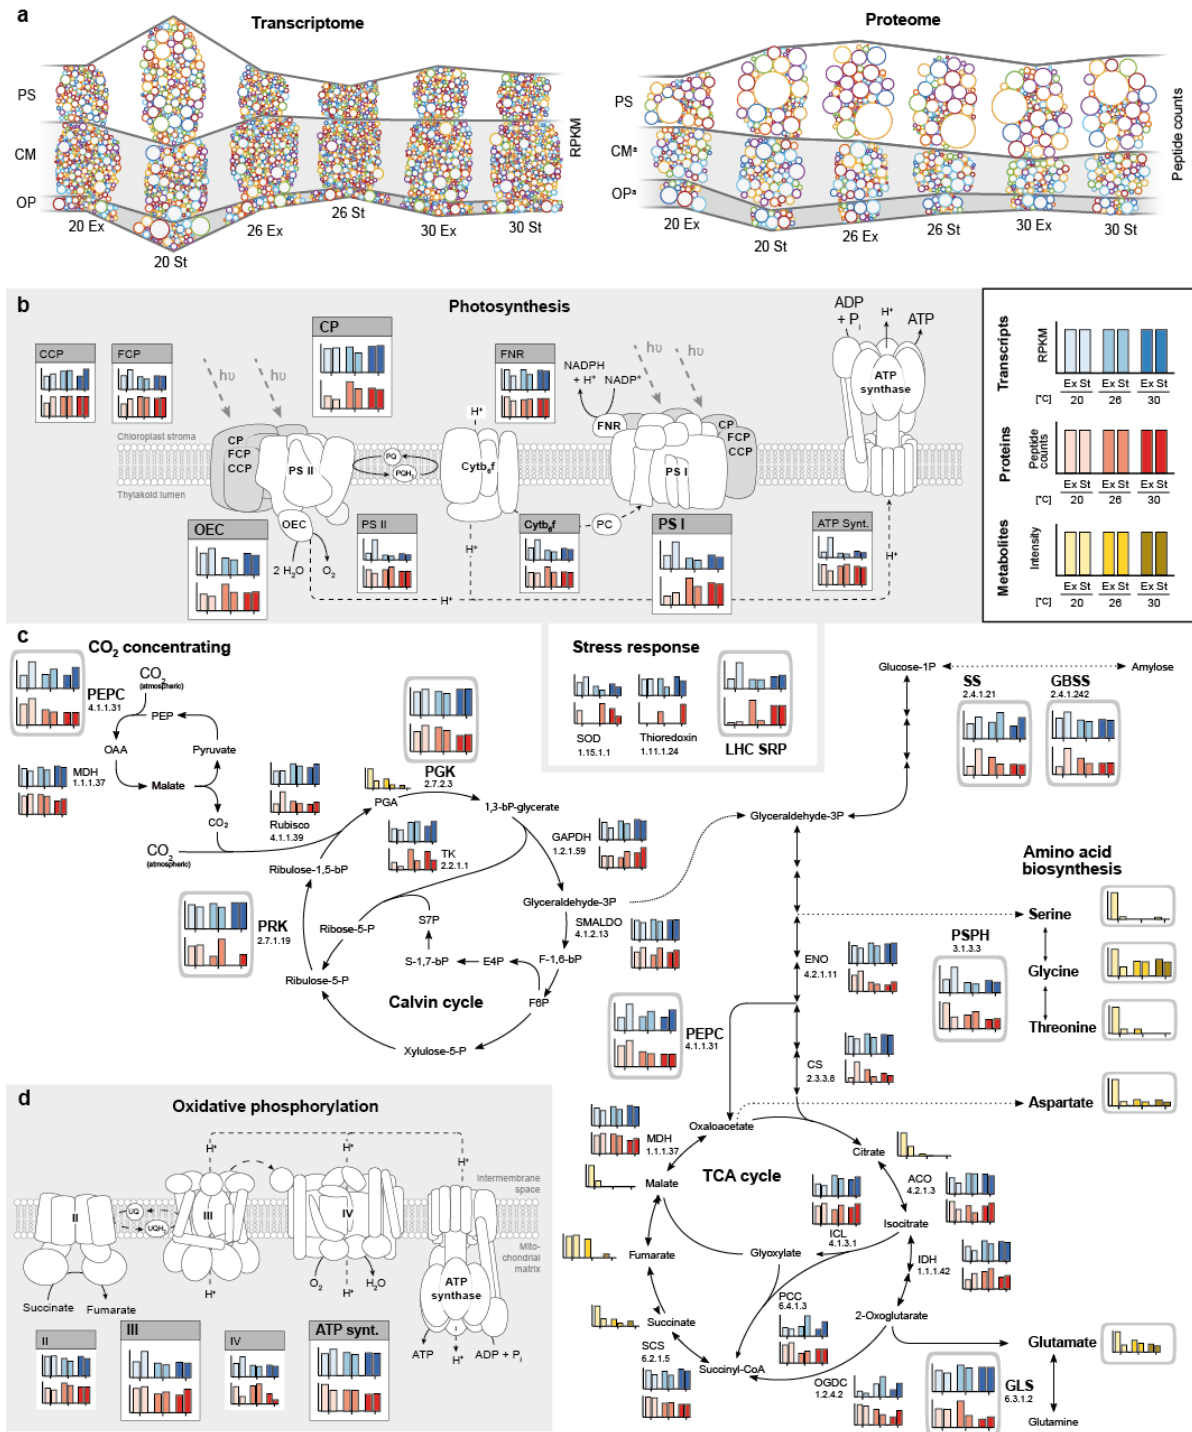 a
Transcriptome
Proteome
PS
CM
OP
RPKM
20 Ex
20 St
26 Ex
26 St
30 Ex
30 St
PS
CMᵃ
OPᵃ
Peptide counts
20 Ex
20 St
26 Ex
26 St
30 Ex
30 St
b
Photosynthesis
CCP
FCP
CP
FNR
hυ
hυ
hυ
hυ
NADPH
+ H⁺
NADP⁺
ADP
+ Pᵢ
H⁺
ATP
ATP
synthase
FNR
H⁺
Chloroplast stroma
Thylakoid lumen
CP
FCP
CCP
PS II
PQ
PQH₂
Cytb₆f
PS I
CP
FCP
CCP
OEC
OEC
2 H₂O
O₂
PS II
H⁺
Cytb₆f
PC
PS I
ATP Synt.
H⁺
H⁺
Transcripts
RPKM
Ex St Ex St Ex St
[°C] 20 26 30
Proteins
Peptide
counts
Ex St Ex St Ex St
[°C] 20 26 30
Metabolites
Intensity
Ex St Ex St Ex St
[°C] 20 26 30
c
CO₂ concentrating
PEPC
4.1.1.31
CO₂
(atmospheric)
PEP
OAA
Pyruvate
MDH
1.1.1.37
Malate
CO₂
CO₂
(atmospheric)
Rubisco
4.1.1.39
PGK
2.7.2.3
PGA
1,3-bP-glycerate
TK
2.2.1.1
GAPDH
1.2.1.59
Ribulose-1,5-bP
PRK
2.7.1.19
Ribose-5-P
S7P
Glyceraldehyde-3P
SMALDO
4.1.2.13
S-1,7-bP
E4P
F-1,6-bP
Ribulose-5-P
Calvin cycle
F6P
Xylulose-5-P
Stress response
SOD
1.15.1.1
Thioredoxin
1.11.1.24
LHC SRP
Glucose-1P
Amylose
SS
2.4.1.21
GBSS
2.4.1.242
Glyceraldehyde-3P
Amino acid
biosynthesis
Serine
PSPH
3.1.3.3
Glycine
Threonine
ENO
4.2.1.11
PEPC
4.1.1.31
CS
2.3.3.8
Aspartate
Oxaloacetate
MDH
1.1.1.37
Citrate
Malate
TCA cycle
ACO
4.2.1.3
Isocitrate
ICL
4.1.3.1
Fumarate
Glyoxylate
IDH
1.1.1.42
PCC
6.4.1.3
2-Oxoglutarate
Succinate
SCS
6.2.1.5
Succinyl-CoA
OGDC
1.2.4.2
Glutamate
GLS
6.3.1.2
Glutamine
d
Oxidative phosphorylation
H⁺
H⁺
H⁺
Intermembrane
space
II
UQ
UQH₂
III
IV
Mito-
chondrial
matrix
O₂
H₂O
H⁺
H⁺
ATP
synthase
Succinate
Fumarate
ATP
H⁺
ADP + Pᵢ
II
III
IV
ATP synt.